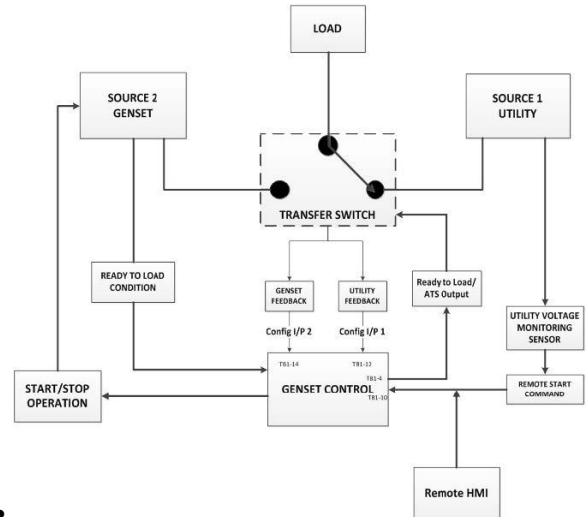 LOAD
SOURCE 2
GENSET
SOURCE 1
UTILITY
TRANSFER SWITCH
READY TO LOAD
CONDITION
GENSET
FEEDBACK
UTILITY
FEEDBACK
Ready to Load/
ATS Output
UTILITY VOLTAGE
MONITORING
SENSOR
Config I/P 2
Config I/P 1
TB1-14
TB1-12
TB1-4
TB1-10
GENSET CONTROL
START/STOP
OPERATION
REMOTE START
COMMAND
Remote HMI